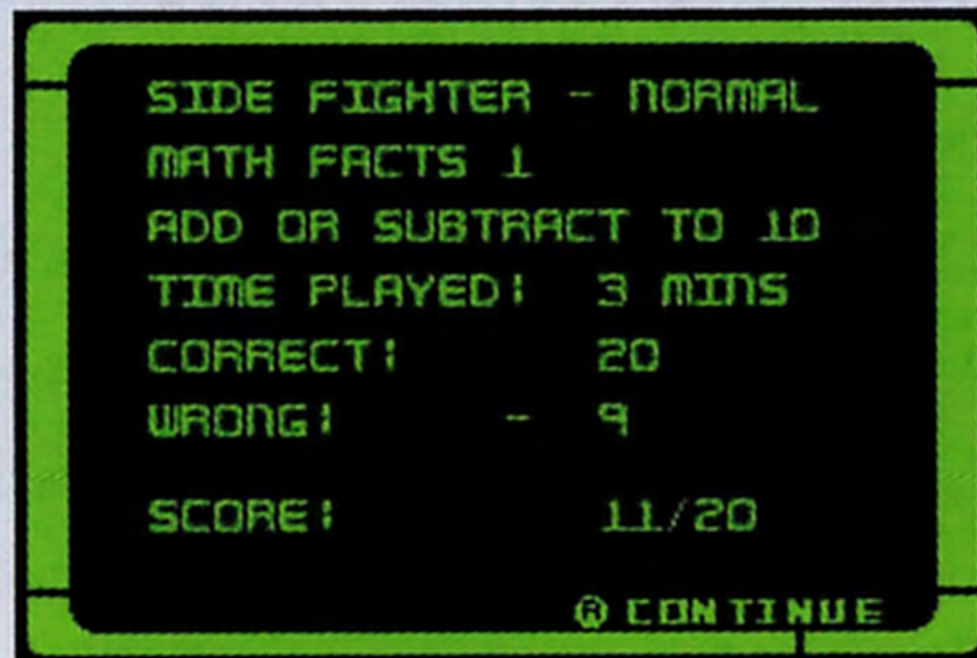 SIDE FIGHTER - NORMAL
MATH FACTS 1
ADD OR SUBTRACT TO 10
TIME PLAYED: 3 MINS
CORRECT: 20
WRONG: - 9
SCORE: 11/20
Ⓐ CONTINUE